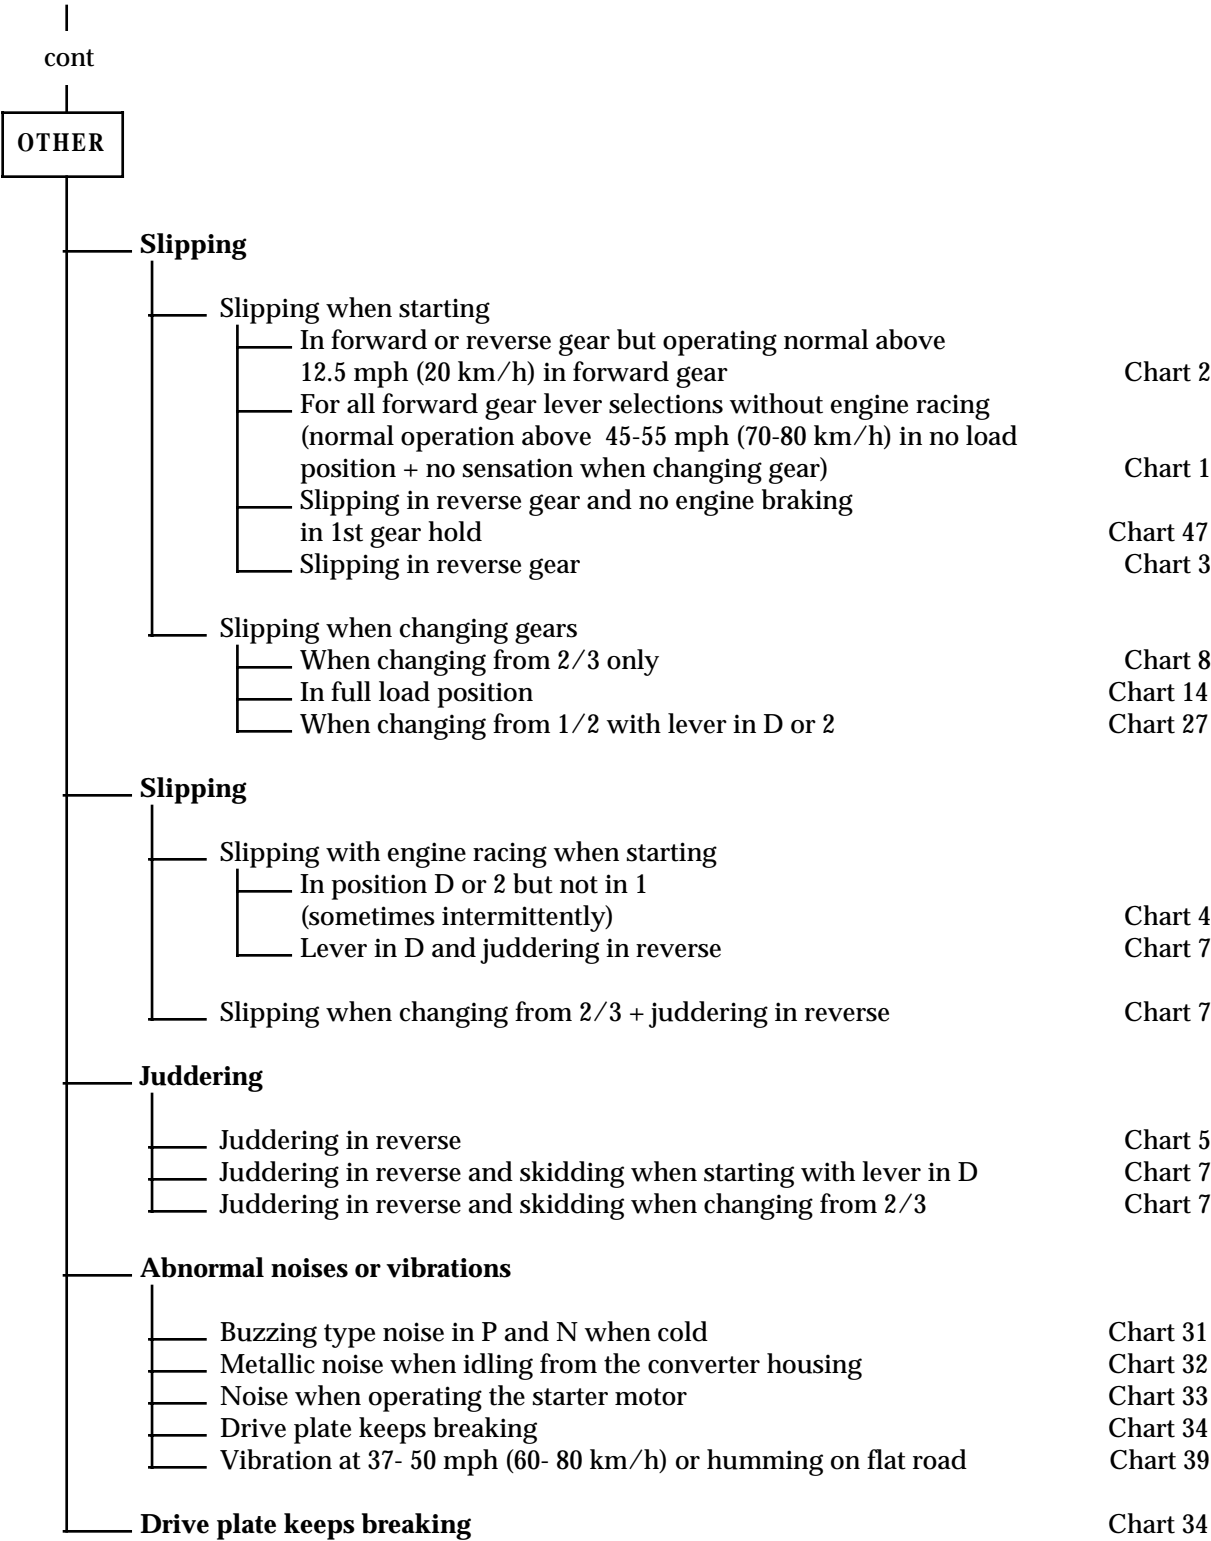 cont
OTHER
Slipping
Slipping when starting
In forward or reverse gear but operating normal above
12.5 mph (20 km/h) in forward gear Chart 2
For all forward gear lever selections without engine racing
(normal operation above 45-55 mph (70-80 km/h) in no load
position + no sensation when changing gear) Chart 1
Slipping in reverse gear and no engine braking
in 1st gear hold Chart 47
Slipping in reverse gear Chart 3
Slipping when changing gears
When changing from 2/3 only Chart 8
In full load position Chart 14
When changing from 1/2 with lever in D or 2 Chart 27
Slipping
Slipping with engine racing when starting
In position D or 2 but not in 1
(sometimes intermittently) Chart 4
Lever in D and juddering in reverse Chart 7
Slipping when changing from 2/3 + juddering in reverse Chart 7
Juddering
Juddering in reverse Chart 5
Juddering in reverse and skidding when starting with lever in D Chart 7
Juddering in reverse and skidding when changing from 2/3 Chart 7
Abnormal noises or vibrations
Buzzing type noise in P and N when cold Chart 31
Metallic noise when idling from the converter housing Chart 32
Noise when operating the starter motor Chart 33
Drive plate keeps breaking Chart 34
Vibration at 37- 50 mph (60- 80 km/h) or humming on flat road Chart 39
Drive plate keeps breaking Chart 34